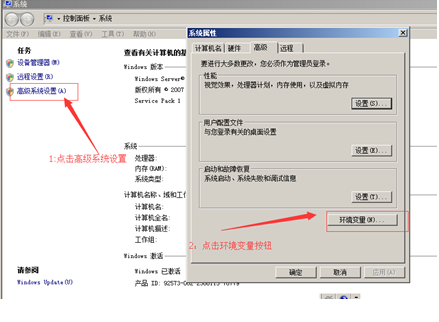 系统
控制面板 - 系统
文件(F) 编辑(E) 查看(V) 工具(T) 帮助(H)
任务
设备管理器(M)
远程设置(R)
高级系统设置(A)
1:点击高级系统设置
请参阅
Windows Update(U)
查看有关计算机的基
Windows 版本
Windows Server®
版权所有 © 2007
Service Pack 1
系统
处理器:
内存(RAM):
系统类型:
计算机名称、域和工作
计算机名:
计算机全名:
计算机描述:
工作组:
Windows 激活
Windows 已激活
产品 ID:
系统属性
计算机名 硬件 高级 远程
要进行大多数更改,您必须作为管理员登录。
性能
视觉效果,处理器计划,内存使用,以及虚拟内存
设置(S)...
用户配置文件
与您登录有关的桌面设置
设置(E)...
启动和故障恢复
系统启动、系统失败和调试信息
设置(T)...
环境变量(N)...
2:点击环境变量按钮
确定 取消 应用(A)